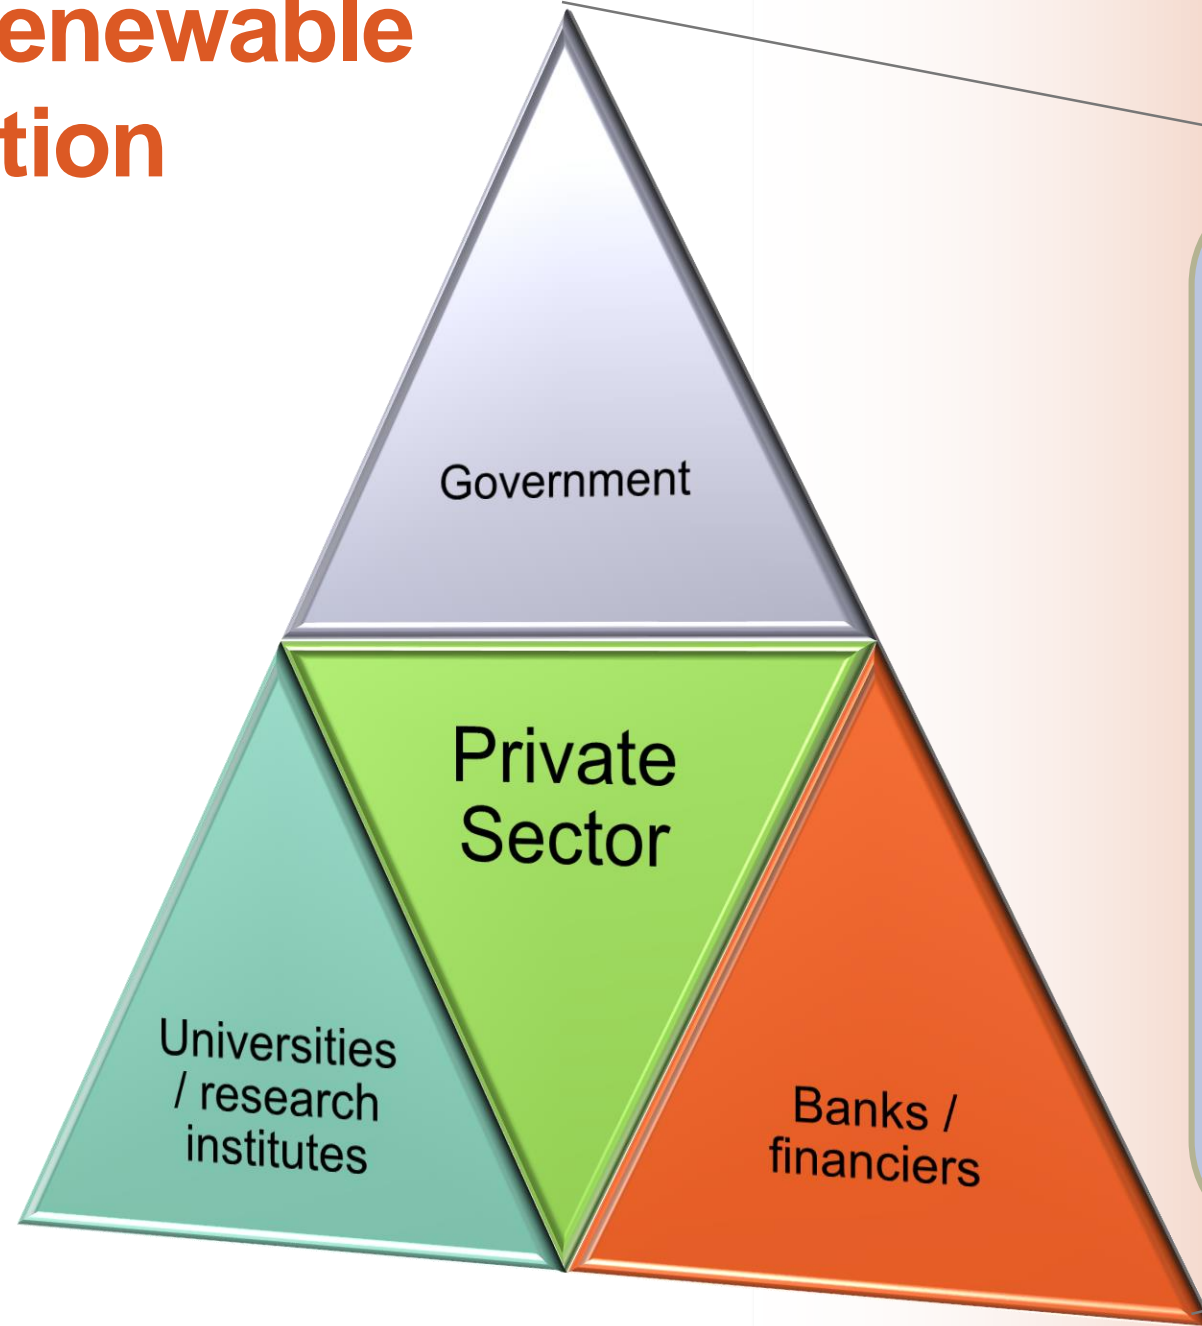 enewable
tion
Government
Private
Sector
Universities
/ research
institutes
Banks /
financiers